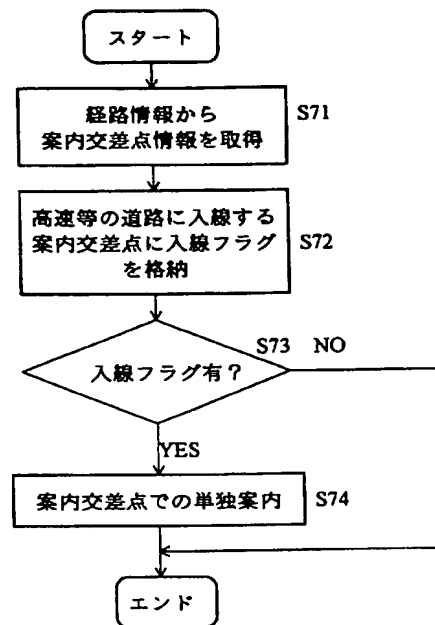 スタート
経路情報から
案内交差点情報を取得
S71
高速等の道路に入線する
案内交差点に入線フラグ
を格納
S72
S73 NO
入線フラグ有？
YES
案内交差点での単独案内
S74
エンド